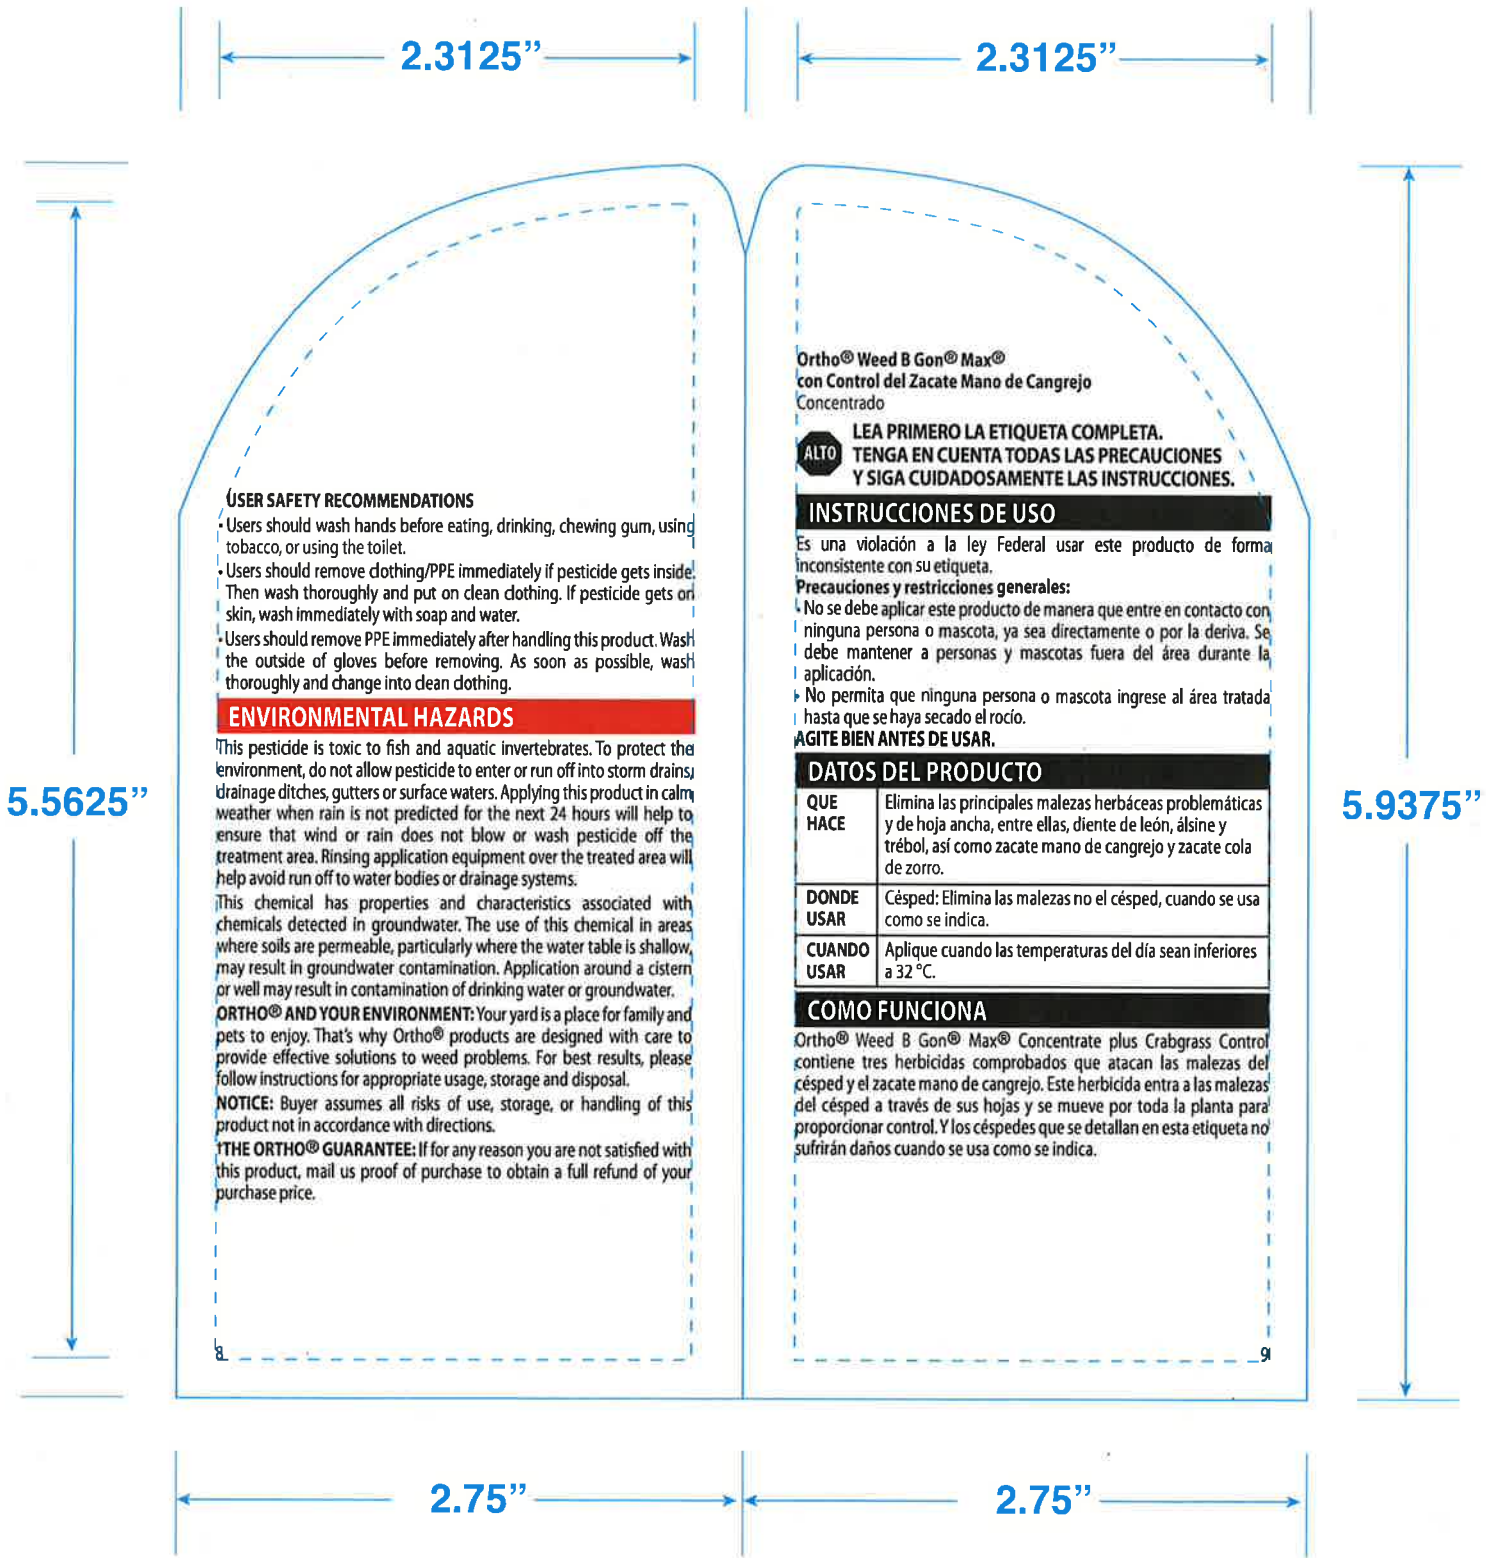 2.3125”
2.3125”
5.5625”
USER SAFETY RECOMMENDATIONS
• Users should wash hands before eating, drinking, chewing gum, using
tobacco, or using the toilet.
• Users should remove clothing/PPE immediately if pesticide gets inside.
Then wash thoroughly and put on clean clothing. If pesticide gets on
skin, wash immediately with soap and water.
• Users should remove PPE immediately after handling this product. Wash
the outside of gloves before removing. As soon as possible, wash
thoroughly and change into clean clothing.
ENVIRONMENTAL HAZARDS
This pesticide is toxic to fish and aquatic invertebrates. To protect the
environment, do not allow pesticide to enter or run off into storm drains,
drainage ditches, gutters or surface waters. Applying this product in calm
weather when rain is not predicted for the next 24 hours will help to
ensure that wind or rain does not blow or wash pesticide off the
treatment area. Rinsing application equipment over the treated area will
help avoid run off to water bodies or drainage systems.
This chemical has properties and characteristics associated with
chemicals detected in groundwater. The use of this chemical in areas
where soils are permeable, particularly where the water table is shallow,
may result in groundwater contamination. Application around a cistern
or well may result in contamination of drinking water or groundwater.
ORTHO® AND YOUR ENVIRONMENT: Your yard is a place for family and
pets to enjoy. That’s why Ortho® products are designed with care to
provide effective solutions to weed problems. For best results, please
follow instructions for appropriate usage, storage and disposal.
NOTICE: Buyer assumes all risks of use, storage, or handling of this
product not in accordance with directions.
†THE ORTHO® GUARANTEE: If for any reason you are not satisfied with
this product, mail us proof of purchase to obtain a full refund of your
purchase price.
8
Ortho® Weed B Gon® Max®
con Control del Zacate Mano de Cangrejo
Concentrado
ALTO
LEA PRIMERO LA ETIQUETA COMPLETA.
TENGA EN CUENTA TODAS LAS PRECAUCIONES
Y SIGA CUIDADOSAMENTE LAS INSTRUCCIONES.
INSTRUCCIONES DE USO
Es una violación a la ley Federal usar este producto de forma
inconsistente con su etiqueta.
Precauciones y restricciones generales:
• No se debe aplicar este producto de manera que entre en contacto con
ninguna persona o mascota, ya sea directamente o por la deriva. Se
debe mantener a personas y mascotas fuera del área durante la
aplicación.
• No permita que ninguna persona o mascota ingrese al área tratada
hasta que se haya secado el rocío.
AGITE BIEN ANTES DE USAR.
DATOS DEL PRODUCTO
QUE HACE
Elimina las principales malezas herbáceas problemáticas
y de hoja ancha, entre ellas, diente de león, álsine y
trébol, así como zacate mano de cangrejo y zacate cola
de zorro.
DONDE USAR
Césped: Elimina las malezas no el césped, cuando se usa
como se indica.
CUANDO USAR
Aplique cuando las temperaturas del día sean inferiores
a 32 °C.
COMO FUNCIONA
Ortho® Weed B Gon® Max® Concentrate plus Crabgrass Control
contiene tres herbicidas comprobados que atacan las malezas del
césped y el zacate mano de cangrejo. Este herbicida entra a las malezas
del césped a través de sus hojas y se mueve por toda la planta para
proporcionar control. Y los céspedes que se detallan en esta etiqueta no
sufrirán daños cuando se usa como se indica.
9
5.9375”
2.75”
2.75”